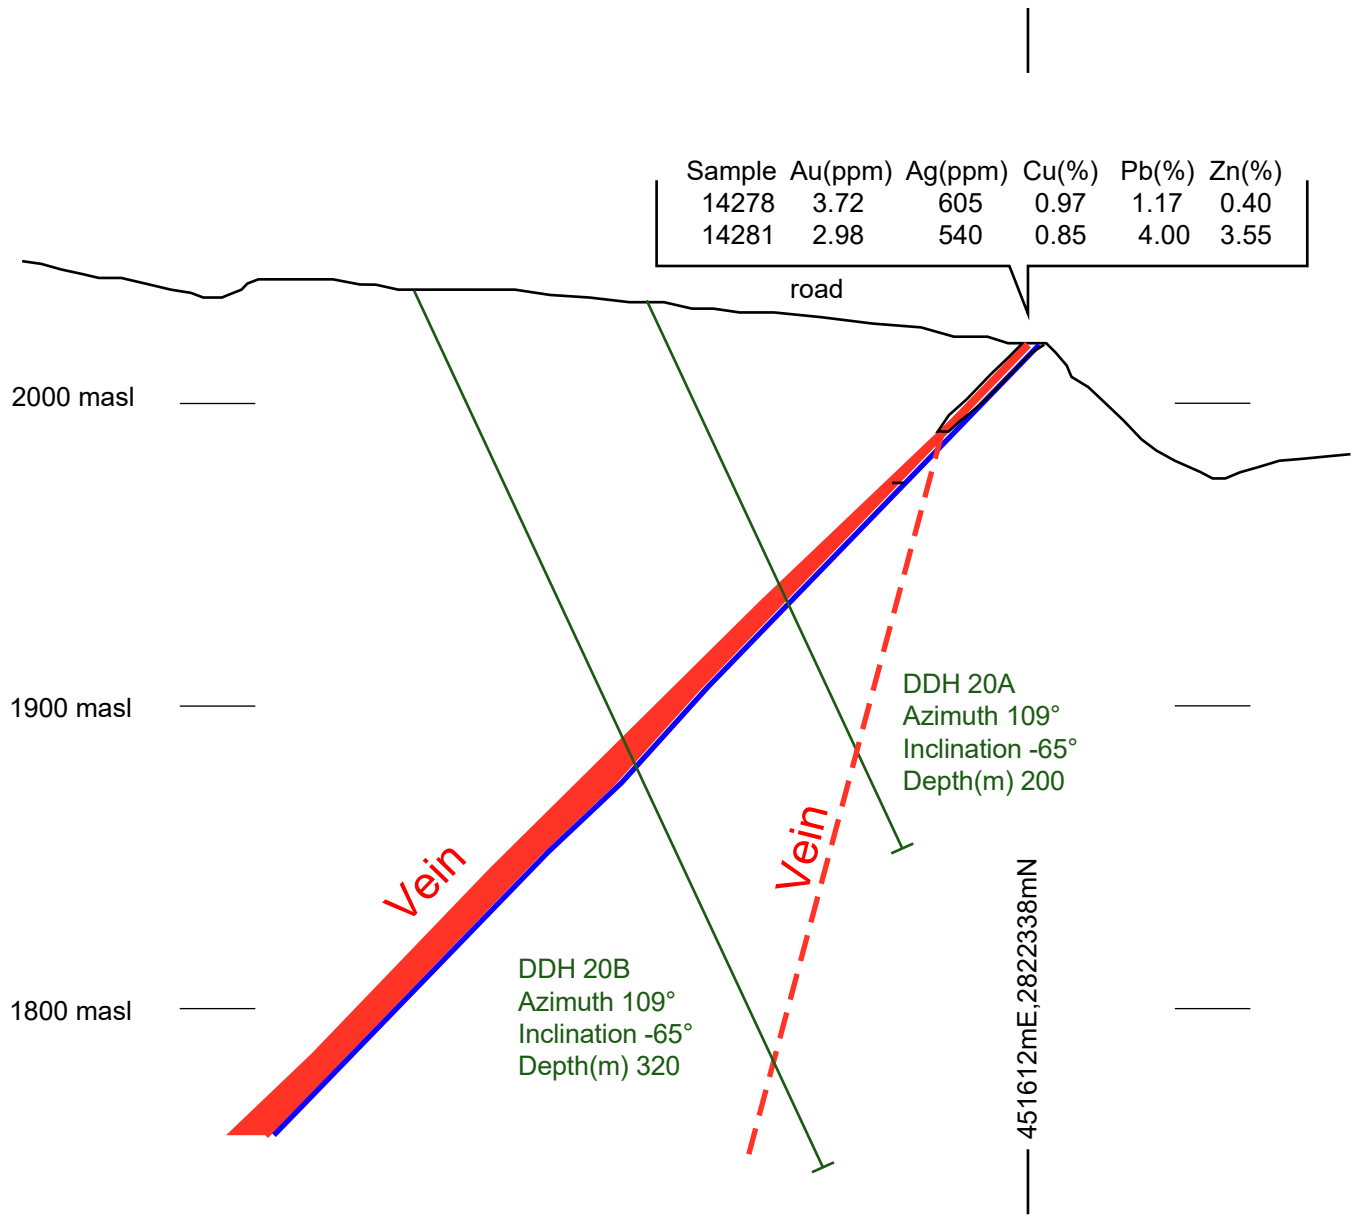 Sample Au(ppm) Ag(ppm) Cu(%) Pb(%) Zn(%)
14278 3.72 605 0.97 1.17 0.40
14281 2.98 540 0.85 4.00 3.55
road
2000 masl
DDH 20A
Azimuth 109°
Inclination -65°
Depth(m) 200
1900 masl
Vein
Vein
DDH 20B
Azimuth 109°
Inclination -65°
Depth(m) 320
1800 masl
451612mE,2822338mN